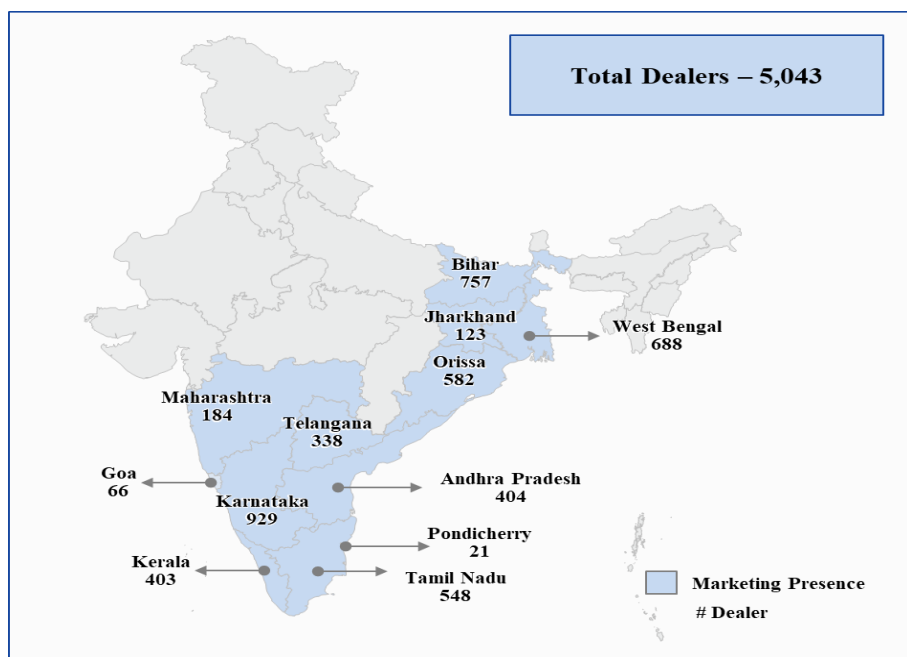 Total Dealers – 5,043
Bihar
757
Jharkhand
123
West Bengal
688
Orissa
582
Maharashtra
184
Telangana
338
Goa
66
Andhra Pradesh
404
Karnataka
929
Pondicherry
21
Kerala
403
Tamil Nadu
548
Marketing Presence
# Dealer